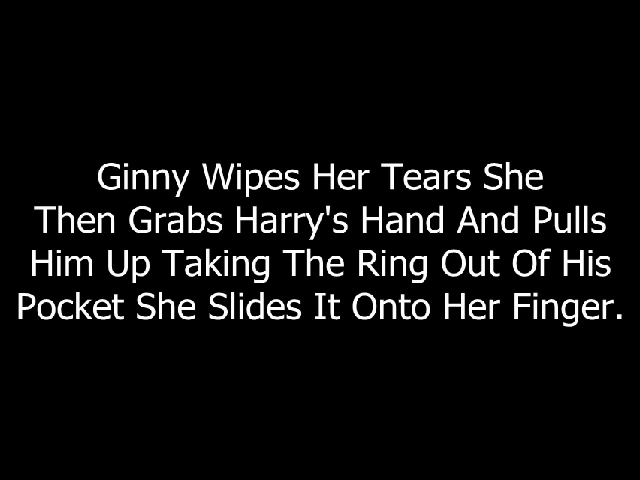 Ginny Wipes Her Tears She
Then Grabs Harry's Hand And Pulls
Him Up Taking The Ring Out Of His
Pocket She Slides It Onto Her Finger.